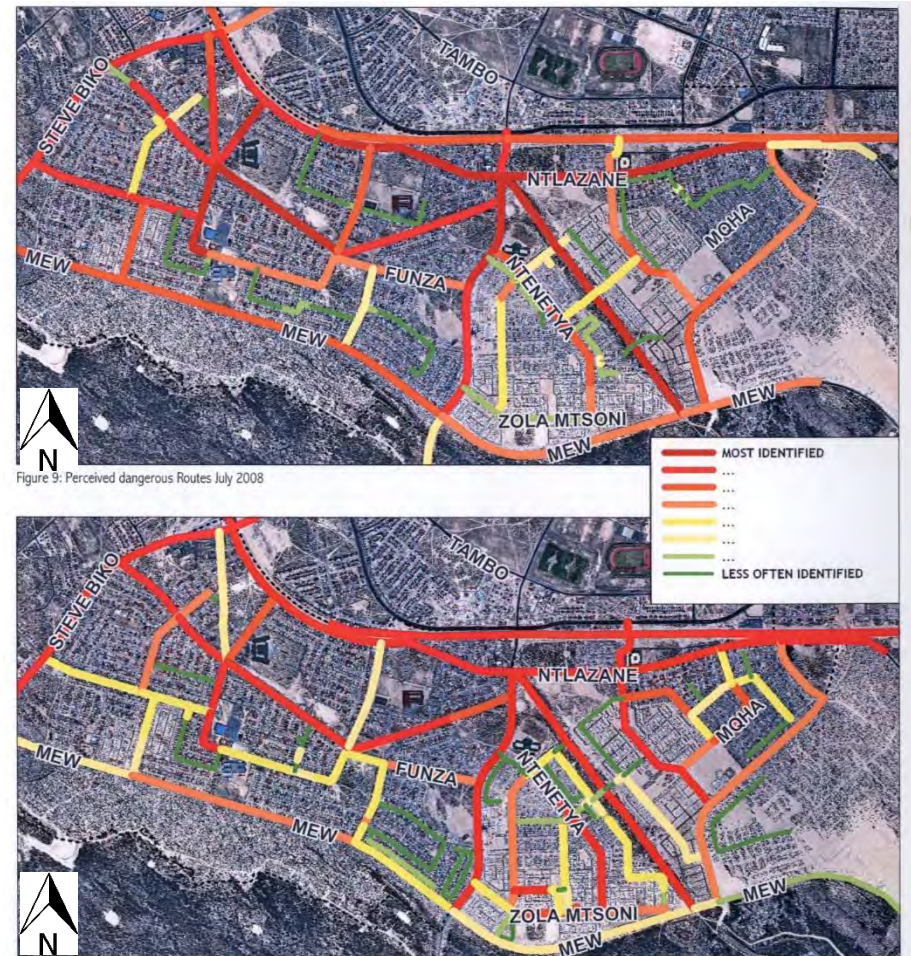 TAMBO
STEVE BIKO
NTLAZANE
MQHA
MEW
FUNZA
NTENETYA
MEW
ZOLA MTSONI
MEW
MEW
N
Figure 9: Perceived dangerous Routes July 2008
MOST IDENTIFIED
...
...
...
...
...
...
LESS OFTEN IDENTIFIED
TAMBO
STEVE BIKO
NTLAZANE
MQHA
MEW
FUNZA
NTENETYA
MEW
MEW
ZOLA MTSONI
MEW
N